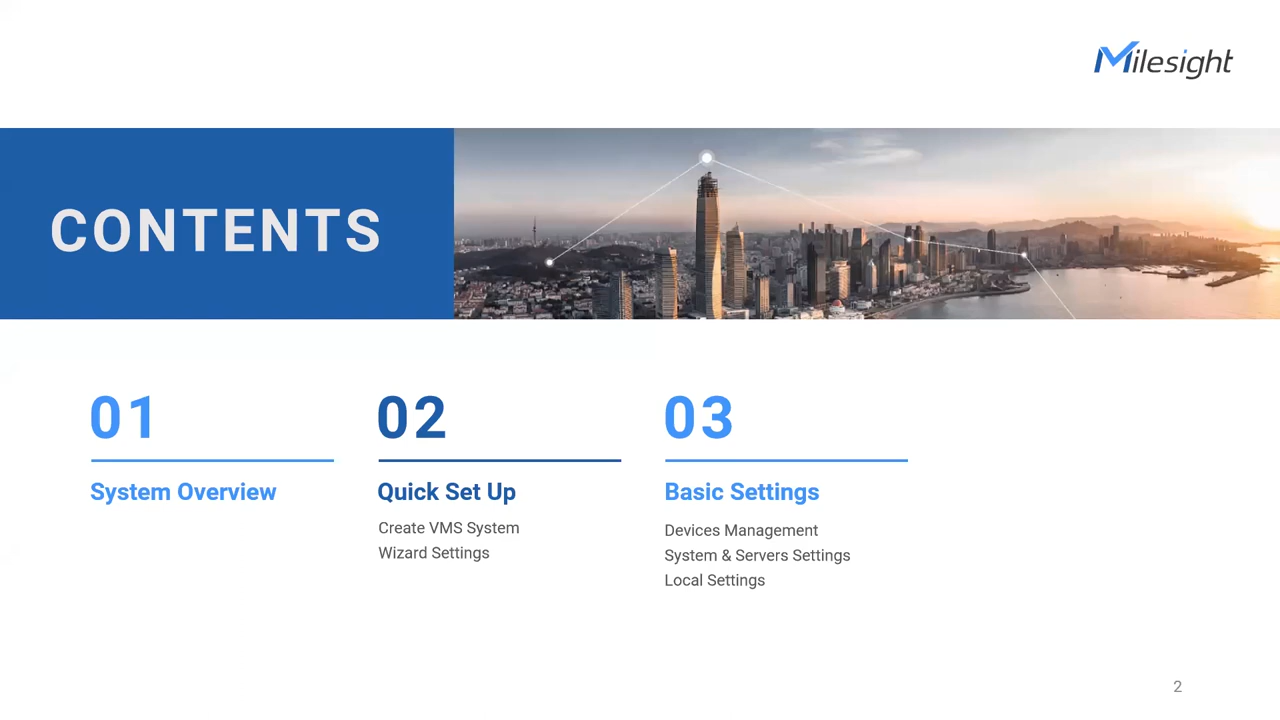 Milesight
CONTENTS
01
System Overview
02
Quick Set Up
Create VMS System
Wizard Settings
03
Basic Settings
Devices Management
System & Servers Settings
Local Settings
2